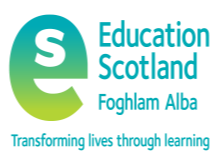 Education
Scotland
Foghlam Alba
Transforming lives through learning